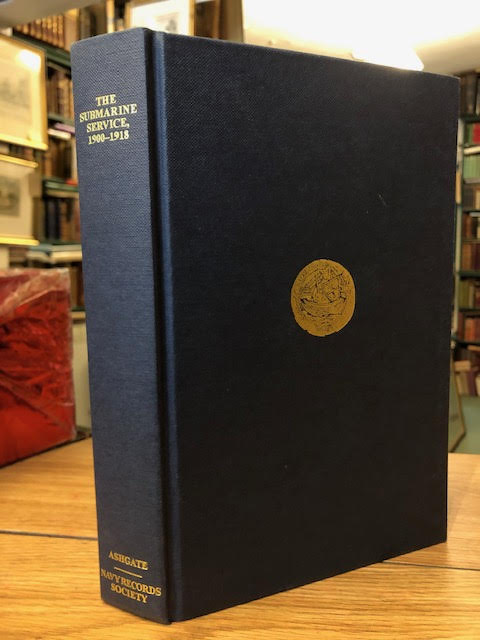 THE
SUBMARINE
SERVICE,
1900–1918
ASHGATE
NAVY RECORDS
SOCIETY